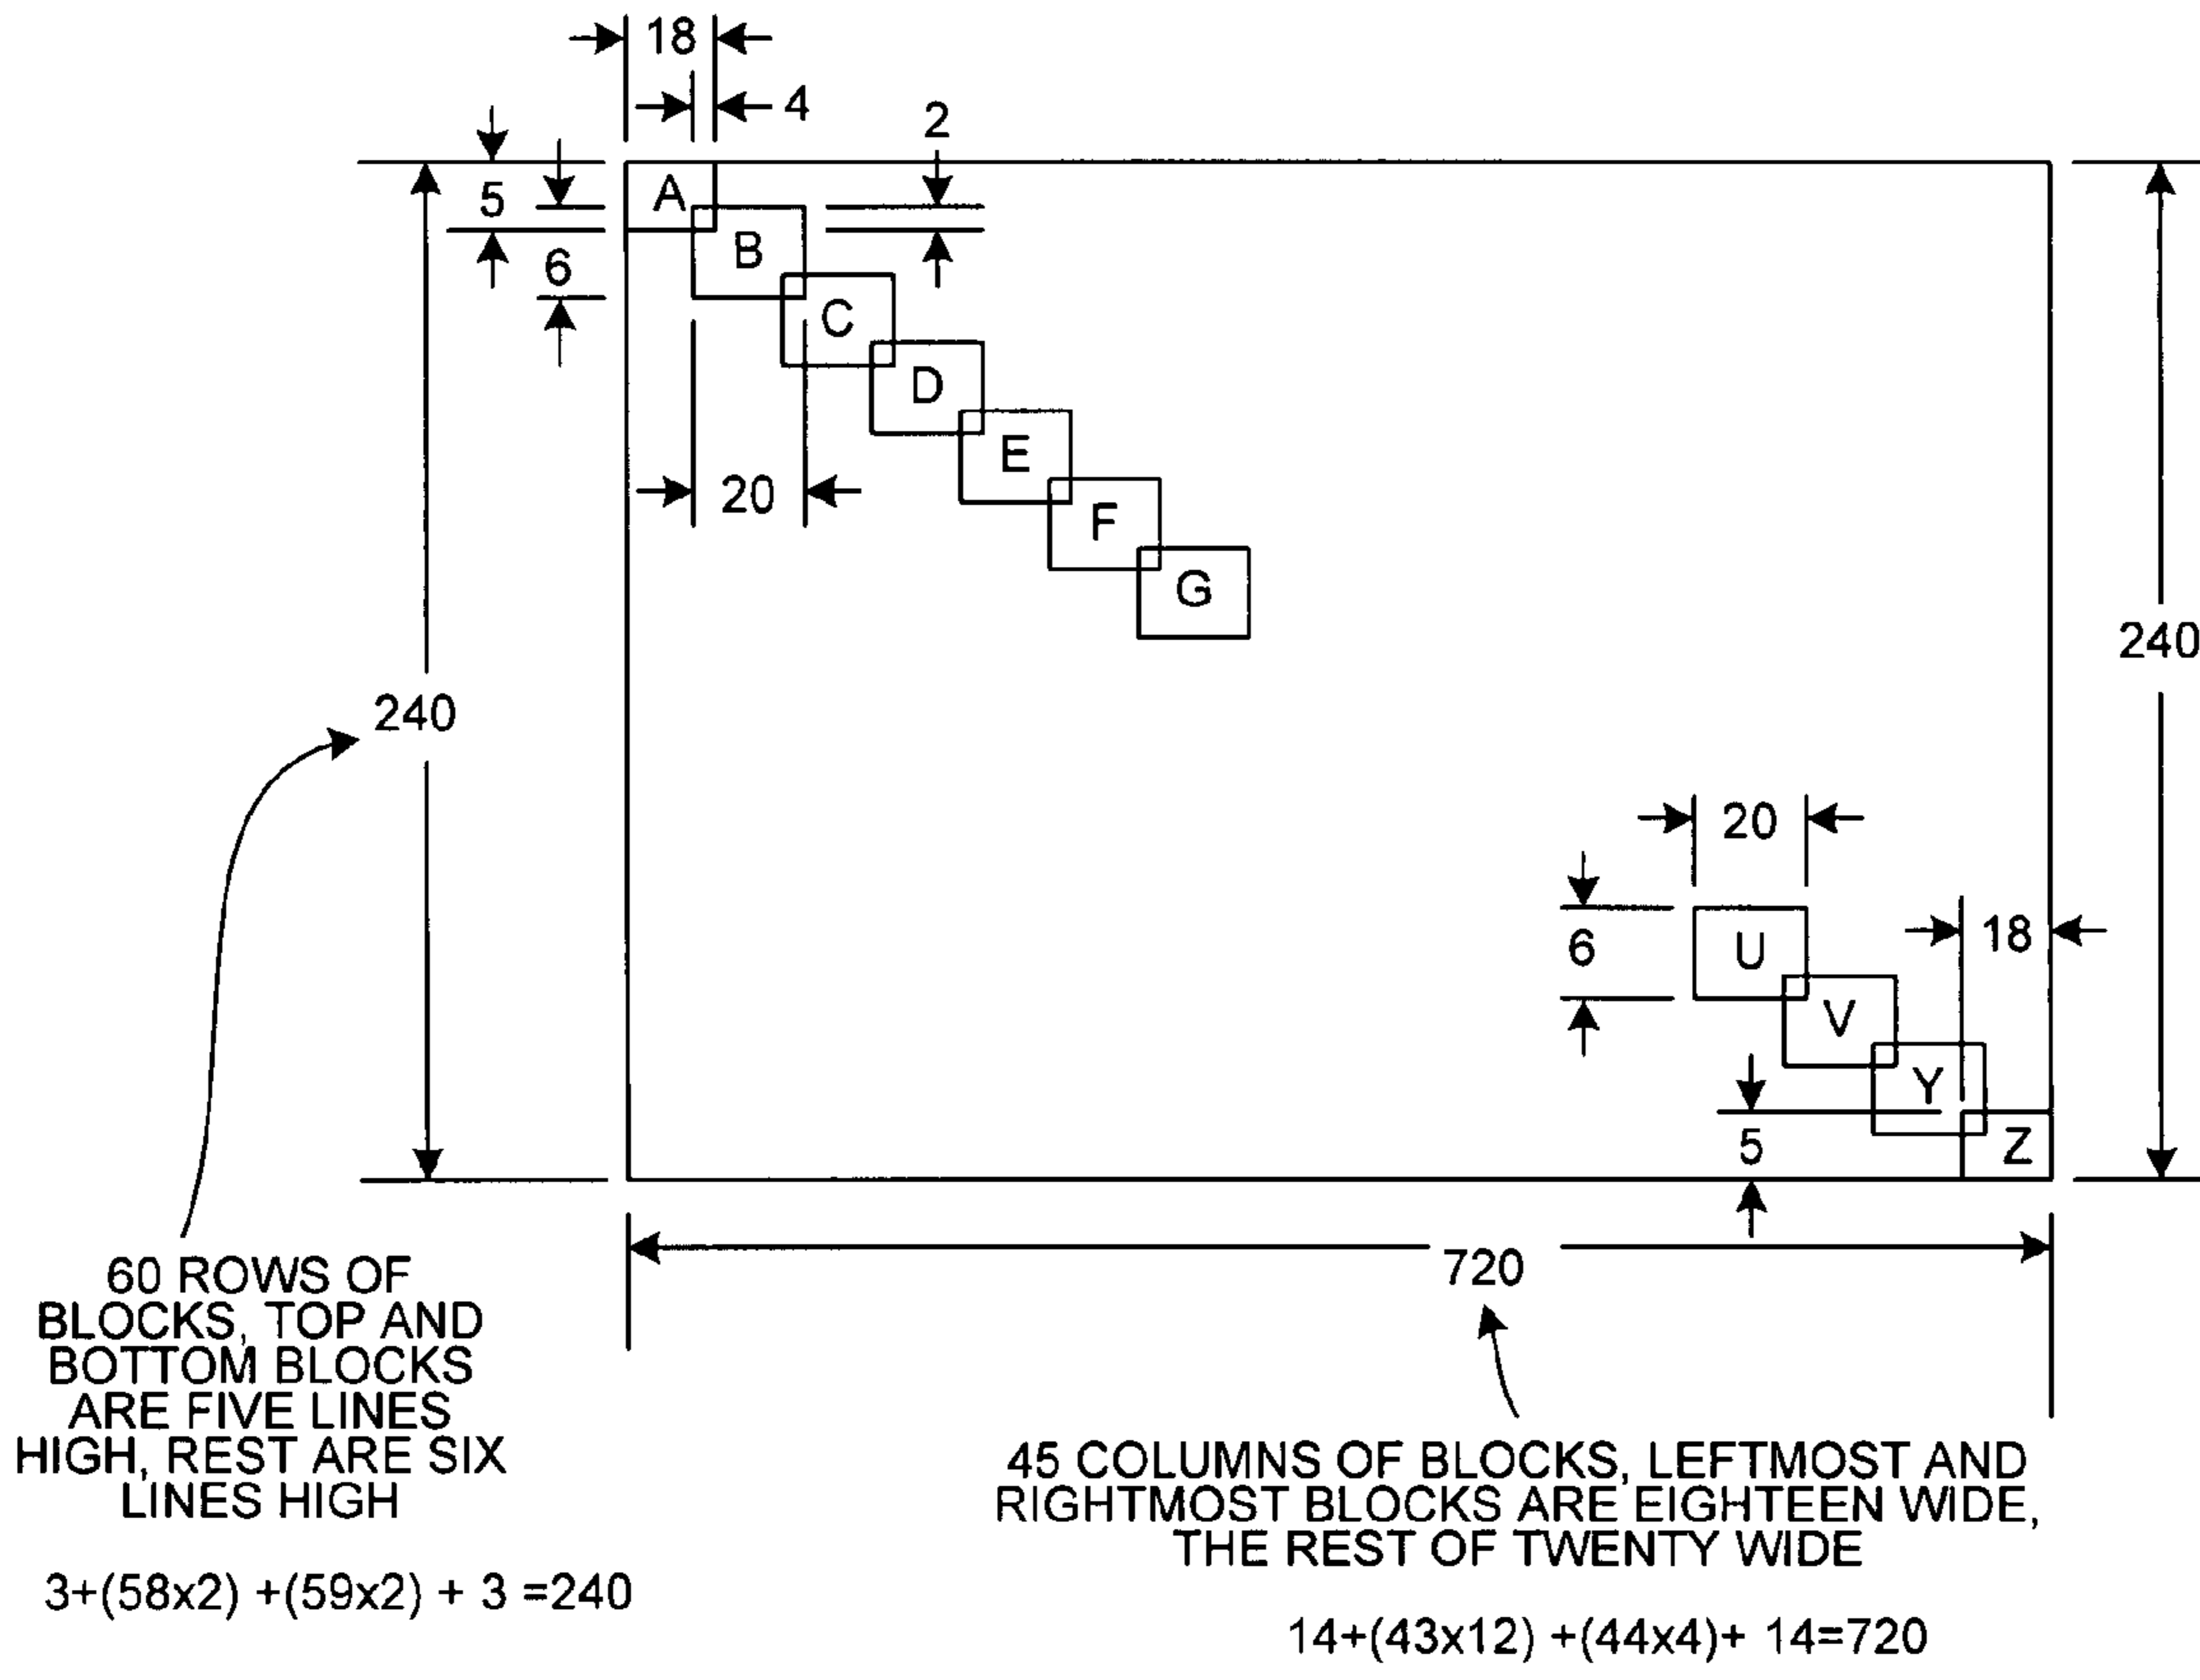 18
4
2
5
A
B
6
C
D
E
20
F
G
240
240
20
6
U
18
V
Y
5
Z
720
60 ROWS OF
BLOCKS, TOP AND
BOTTOM BLOCKS
ARE FIVE LINES
HIGH, REST ARE SIX
LINES HIGH
3+(58x2) +(59x2) + 3 =240
45 COLUMNS OF BLOCKS, LEFTMOST AND
RIGHTMOST BLOCKS ARE EIGHTEEN WIDE,
THE REST OF TWENTY WIDE
14+(43x12) +(44x4)+ 14=720